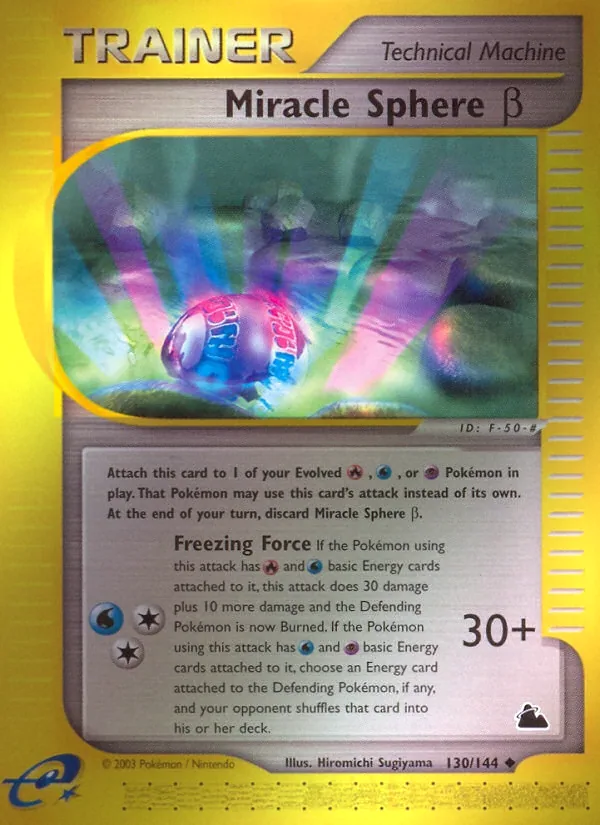 TRAINER
Technical Machine
Miracle Sphere β
ID: F-50-#
Attach this card to 1 of your Evolved , , or Pokémon in
play. That Pokémon may use this card's attack instead of its own.
At the end of your turn, discard Miracle Sphere β.
Freezing Force If the Pokémon using
this attack has and basic Energy cards
attached to it, this attack does 30 damage
plus 10 more damage and the Defending
Pokémon is now Burned. If the Pokémon
using this attack has and basic Energy
cards attached to it, choose an Energy card
attached to the Defending Pokémon, if any,
and your opponent shuffles that card into
his or her deck.
30+
© 2003 Pokémon / Nintendo
Illus. Hiromichi Sugiyama 130/144
e